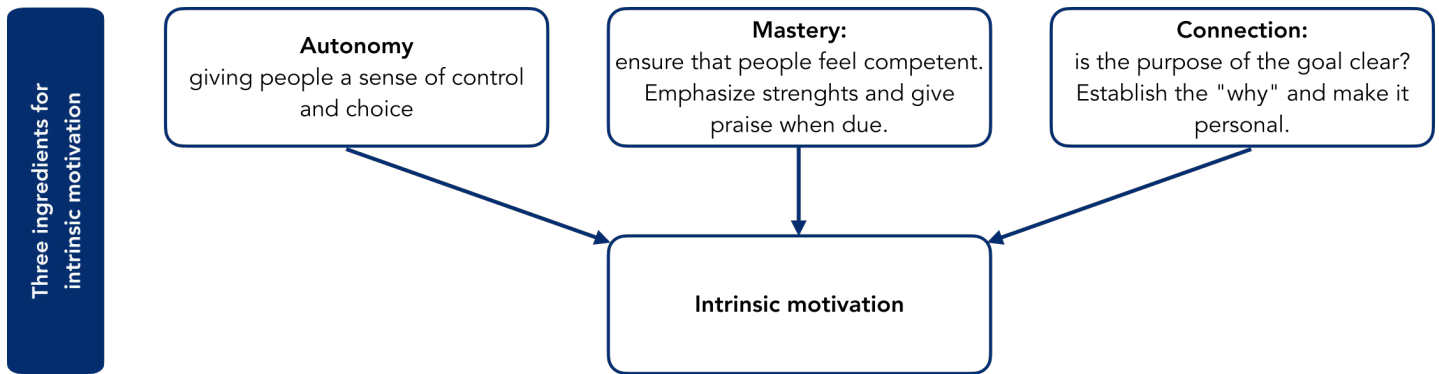 Three ingredients for
intrinsic motivation
Autonomy
giving people a sense of control
and choice
Mastery:
ensure that people feel competent.
Emphasize strenghts and give
praise when due.
Connection:
is the purpose of the goal clear?
Establish the "why" and make it
personal.
Intrinsic motivation